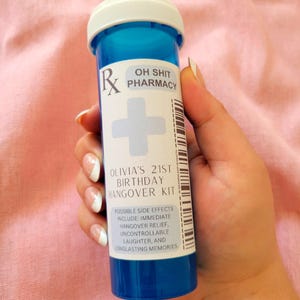 Rx
OH SHIT
PHARMACY
OLIVIA'S 21ST
BIRTHDAY
HANGOVER KIT
POSSIBLE SIDE EFFECTS
INCLUDE: IMMEDIATE
HANGOVER RELIEF,
UNCONTROLLABLE
LAUGHTER, AND
LONGLASTING MEMORIES